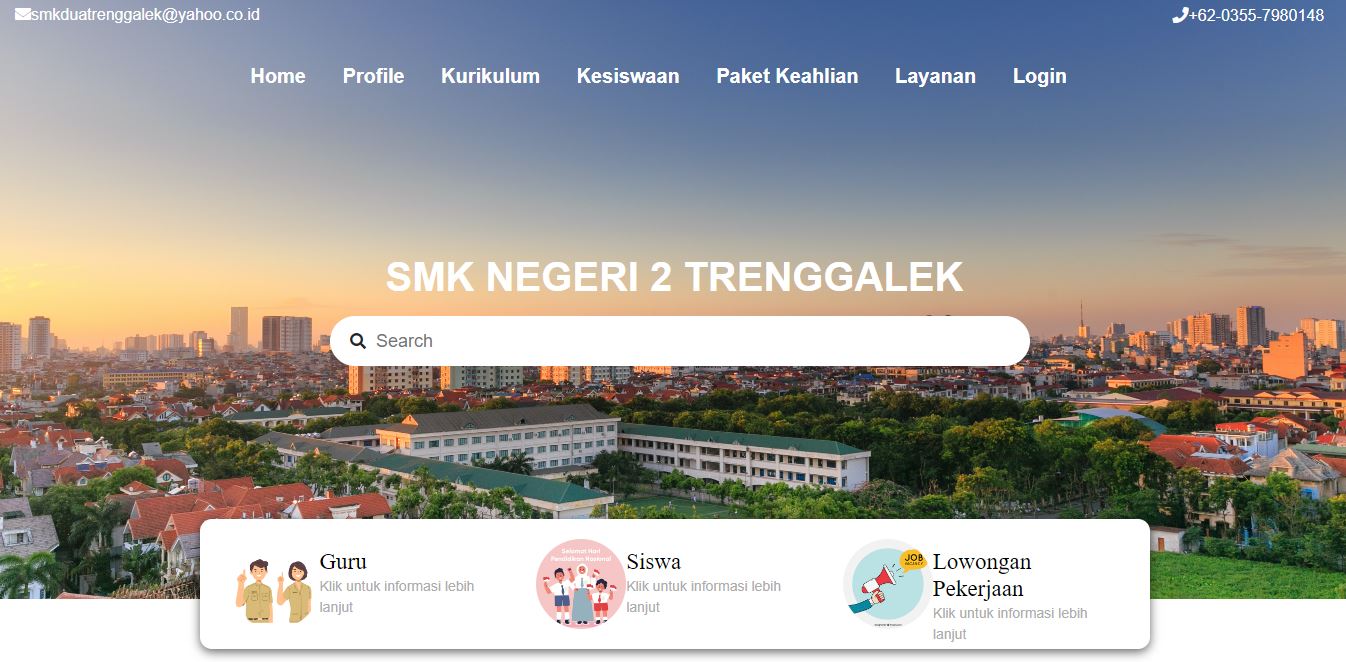 smkduatrenggalek@yahoo.co.id
+62-0355-7980148
Home Profile Kurikulum Kesiswaan Paket Keahlian Layanan Login
SMK NEGERI 2 TRENGGALEK
Search
Guru
Klik untuk informasi lebih
lanjut
Selamat Hari
Pendidikan Nasional
Siswa
Klik untuk informasi lebih
lanjut
JOB
VACANCY
Lowongan
Pekerjaan
Klik untuk informasi lebih
lanjut